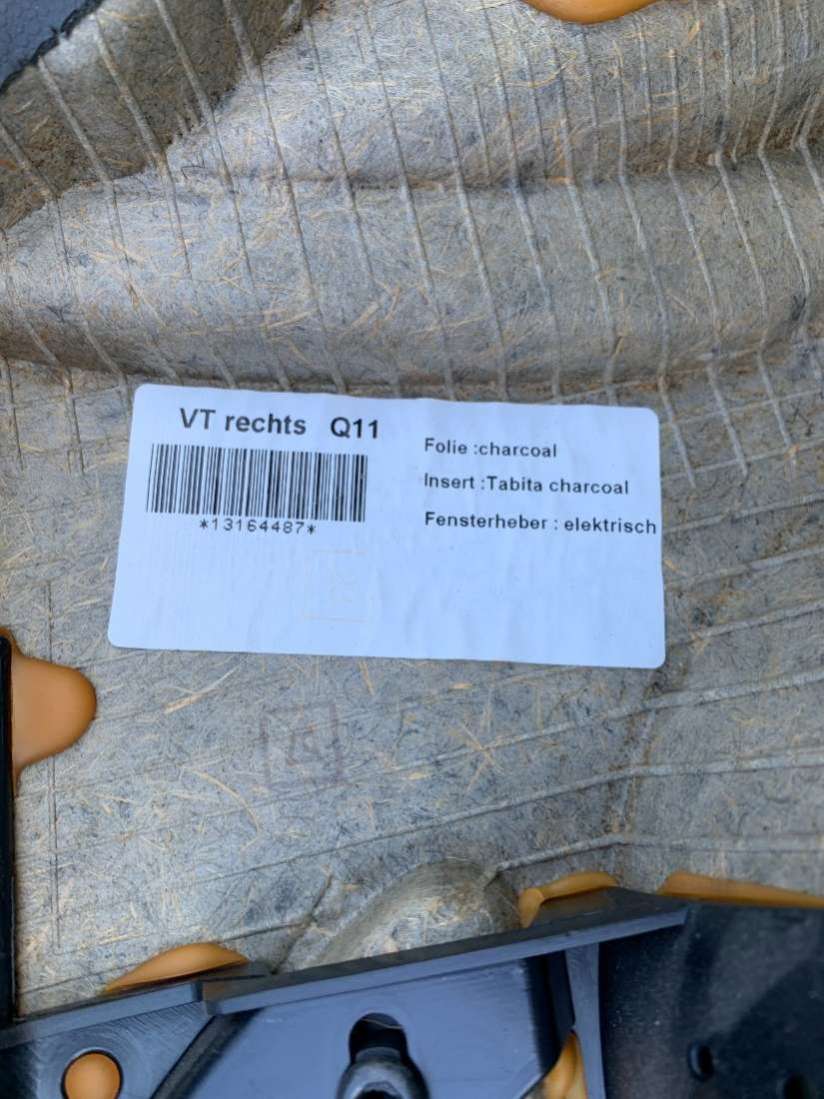 VT rechts Q11
*13164487*
Folie :charcoal
Insert :Tabita charcoal
Fensterheber : elektrisch